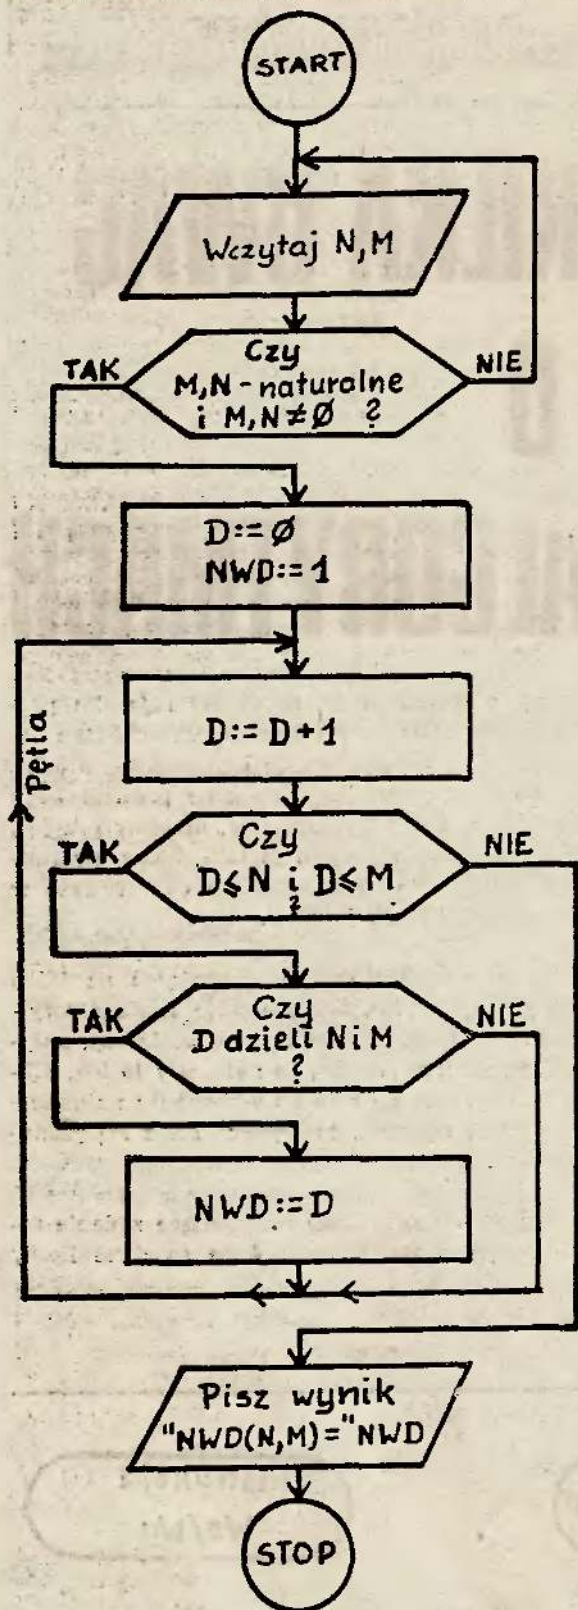 START
Wczytaj N,M
Czy
M,N-naturalne
i M,N≠Ø ?
TAK
NIE
D:=Ø
NWD:=1
Pętla
D:=D+1
Czy
D≤N i D≤M
?
TAK
NIE
Czy
D dzieli N i M
?
TAK
NIE
NWD:=D
Pisz wynik
"NWD(N,M)="NWD
STOP